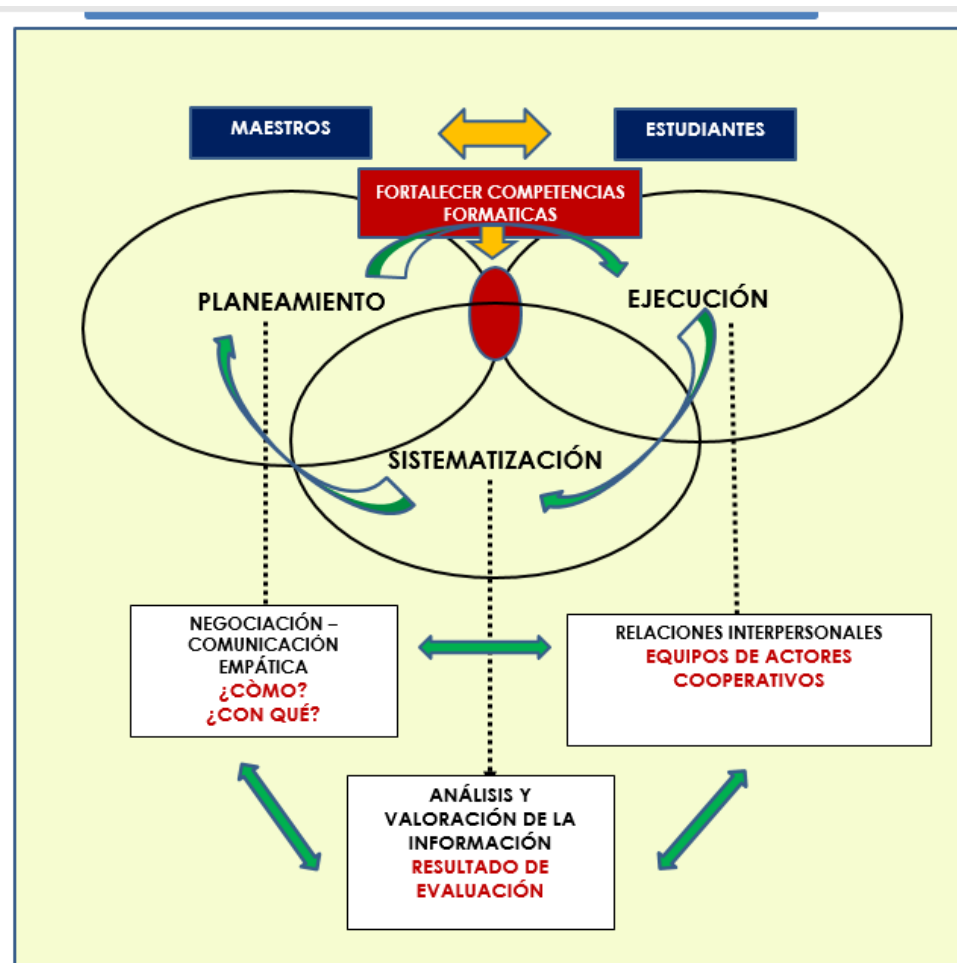 MAESTROS
ESTUDIANTES
FORTALECER COMPETENCIAS
FORMATICAS
PLANEAMIENTO
EJECUCIÓN
SISTEMATIZACIÓN
NEGOCIACIÓN –
COMUNICACIÓN
EMPÁTICA
¿CÒMO?
¿CON QUÉ?
RELACIONES INTERPERSONALES
EQUIPOS DE ACTORES
COOPERATIVOS
ANÁLISIS Y
VALORACIÓN DE LA
INFORMACIÓN
RESULTADO DE
EVALUACIÓN